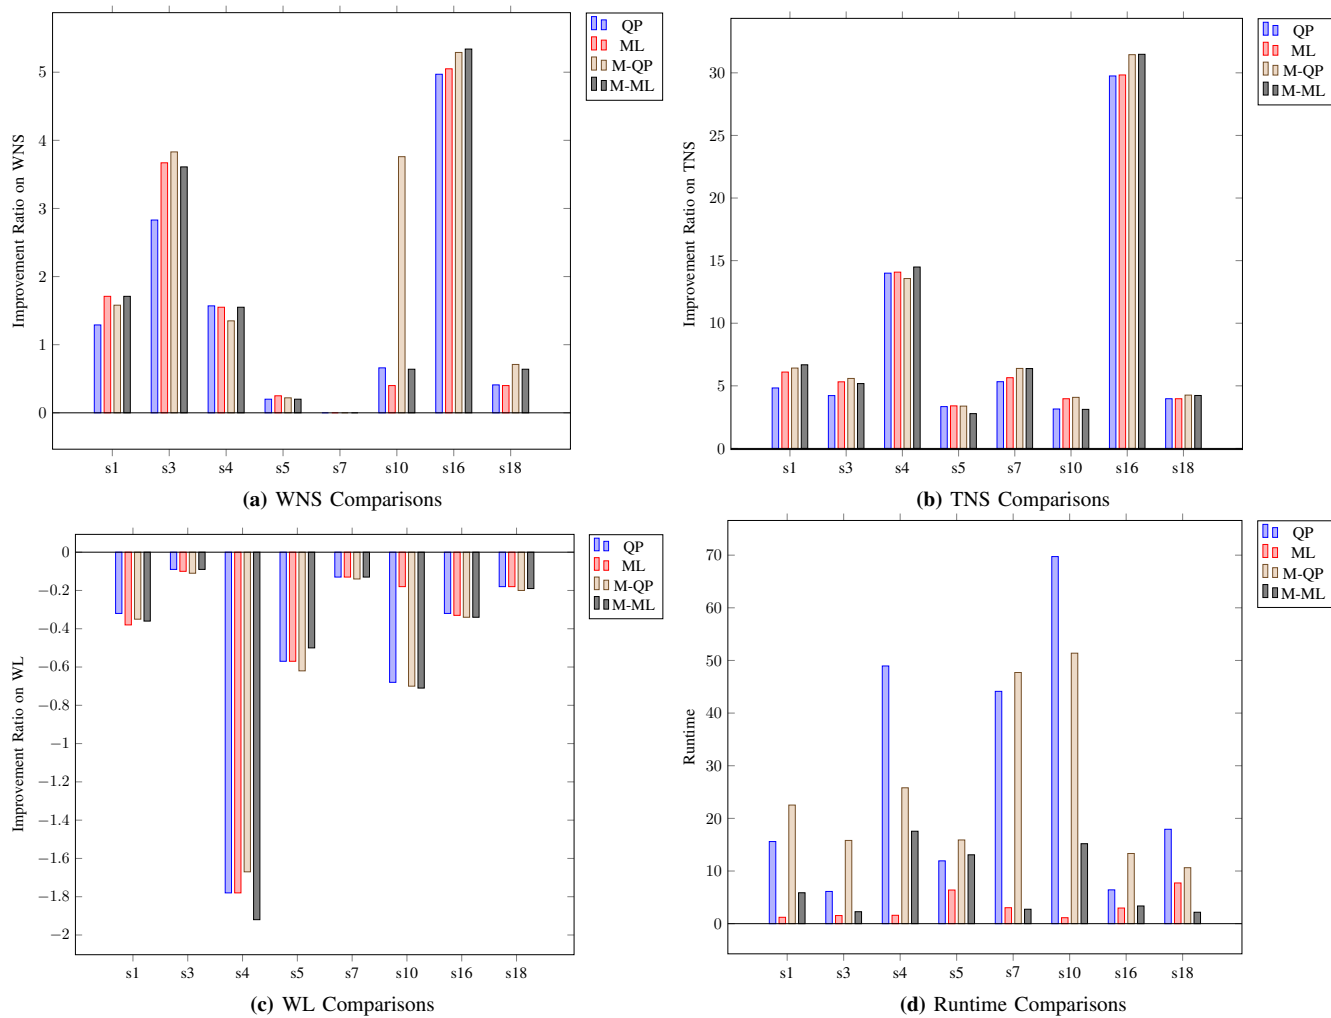 Improvement Ratio on WNS
5
4
3
2
1
0
s1 s3 s4 s5 s7 s10 s16 s18
QP
ML
M-QP
M-ML
(a) WNS Comparisons
Improvement Ratio on TNS
30
25
20
15
10
5
0
s1 s3 s4 s5 s7 s10 s16 s18
QP
ML
M-QP
M-ML
(b) TNS Comparisons
Improvement Ratio on WL
0
−0.2
−0.4
−0.6
−0.8
−1
−1.2
−1.4
−1.6
−1.8
−2
s1 s3 s4 s5 s7 s10 s16 s18
QP
ML
M-QP
M-ML
(c) WL Comparisons
Runtime
70
60
50
40
30
20
10
0
s1 s3 s4 s5 s7 s10 s16 s18
QP
ML
M-QP
M-ML
(d) Runtime Comparisons